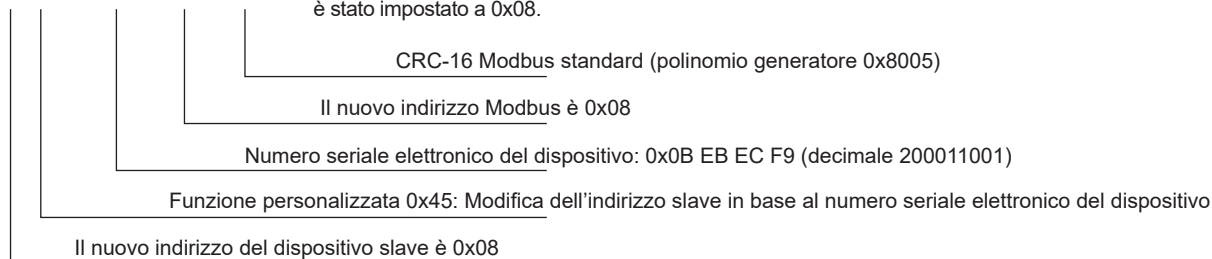 è stato impostato a 0x08.
CRC-16 Modbus standard (polinomio generatore 0x8005)
Il nuovo indirizzo Modbus è 0x08
Numero seriale elettronico del dispositivo: 0x0B EB EC F9 (decimale 200011001)
Funzione personalizzata 0x45: Modifica dell'indirizzo slave in base al numero seriale elettronico del dispositivo
Il nuovo indirizzo del dispositivo slave è 0x08